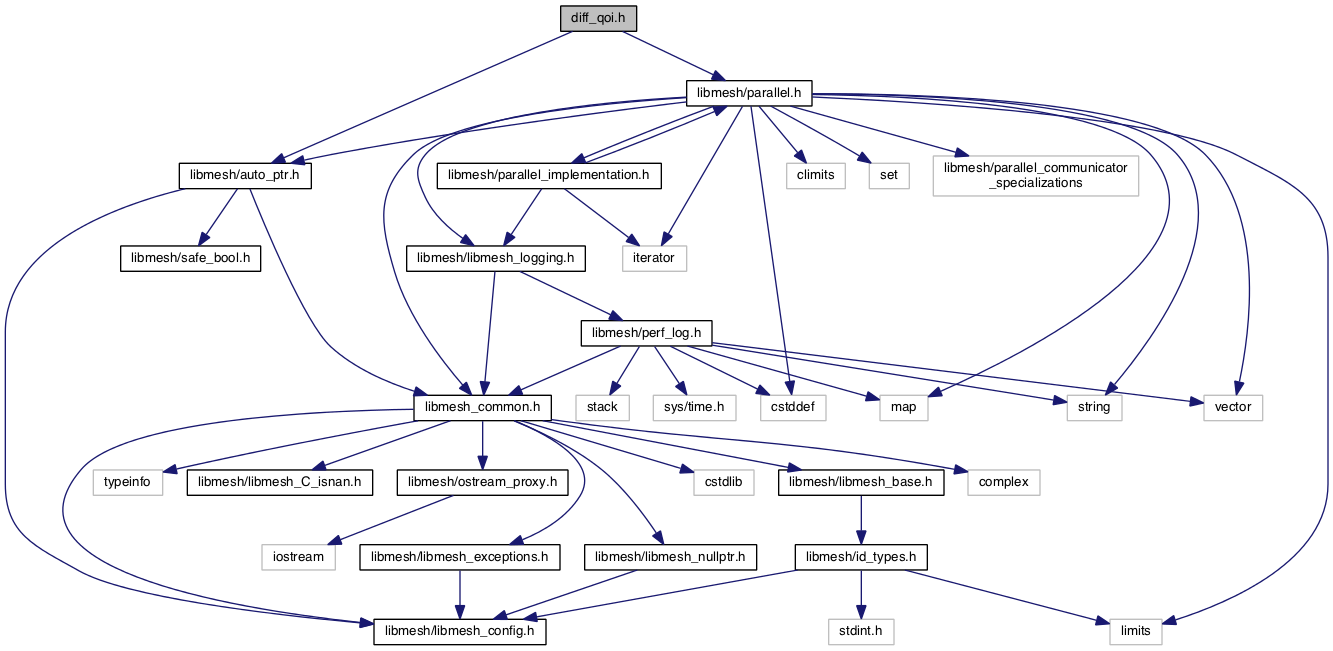 diff_qoi.h
libmesh/parallel.h
libmesh/auto_ptr.h
libmesh/parallel_implementation.h
climits
set
libmesh/parallel_communicator
_specializations
libmesh/safe_bool.h
libmesh/libmesh_logging.h
iterator
libmesh/perf_log.h
libmesh_common.h
stack
sys/time.h
cstddef
map
string
vector
typeinfo
libmesh/libmesh_C_isnan.h
libmesh/ostream_proxy.h
cstdlib
libmesh/libmesh_base.h
complex
iostream
libmesh/libmesh_exceptions.h
libmesh/libmesh_nullptr.h
libmesh/id_types.h
libmesh/libmesh_config.h
stdint.h
limits